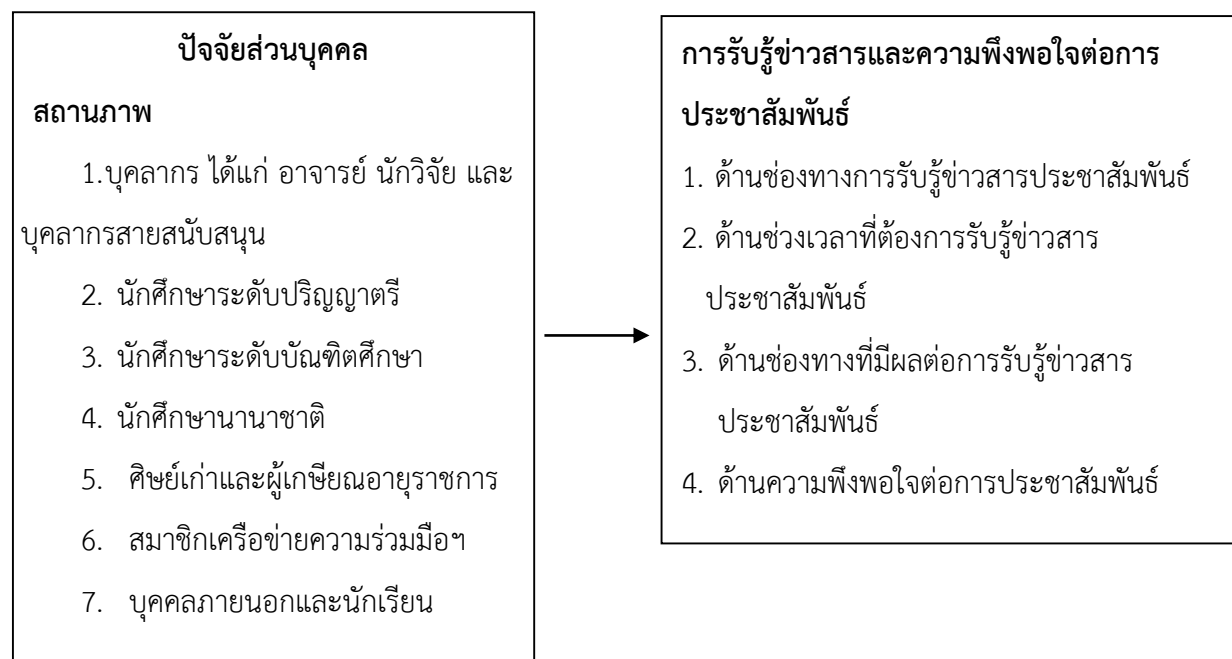 ปัจจัยส่วนบุคคล
สถานภาพ
1.บุคลากร ได้แก่ อาจารย์ นักวิจัย และ
บุคลากรสายสนับสนุน
2. นักศึกษาระดับปริญญาตรี
3. นักศึกษาระดับบัณฑิตศึกษา
4. นักศึกษานานาชาติ
5. ศิษย์เก่าและผู้เกษียณอายุราชการ
6. สมาชิกเครือข่ายความร่วมมือฯ
7. บุคคลภายนอกและนักเรียน
การรับรู้ข่าวสารและความพึงพอใจต่อการ
ประชาสัมพันธ์
1. ด้านช่องทางการรับรู้ข่าวสารประชาสัมพันธ์
2. ด้านช่วงเวลาที่ต้องการรับรู้ข่าวสาร
ประชาสัมพันธ์
3. ด้านช่องทางที่มีผลต่อการรับรู้ข่าวสาร
ประชาสัมพันธ์
4. ด้านความพึงพอใจต่อการประชาสัมพันธ์